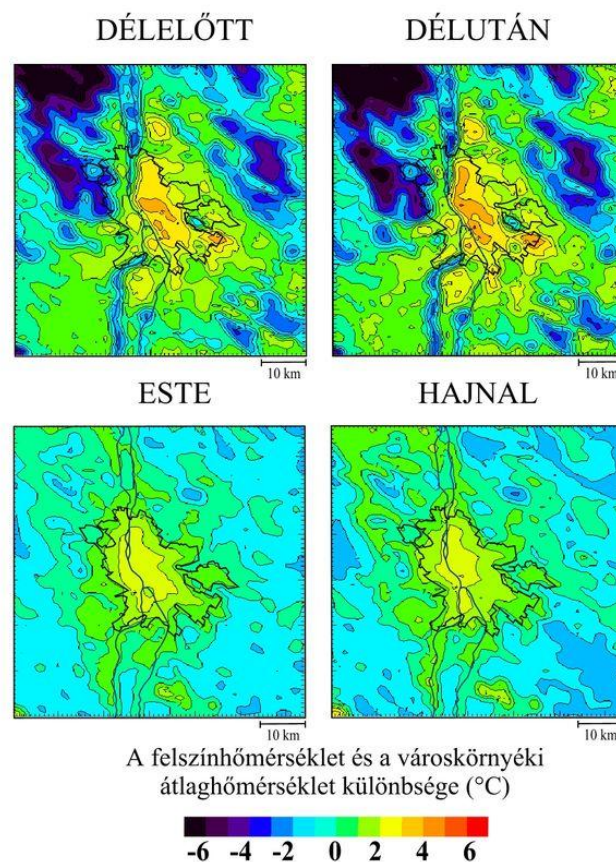 DÉLELŐTT
DÉLUTÁN
10 km
10 km
ESTE
HAJNAL
10 km
10 km
A felszínhőmérséklet és a városkörnyéki
átlaghőmérséklet különbsége (°C)
-6 -4 -2 0 2 4 6